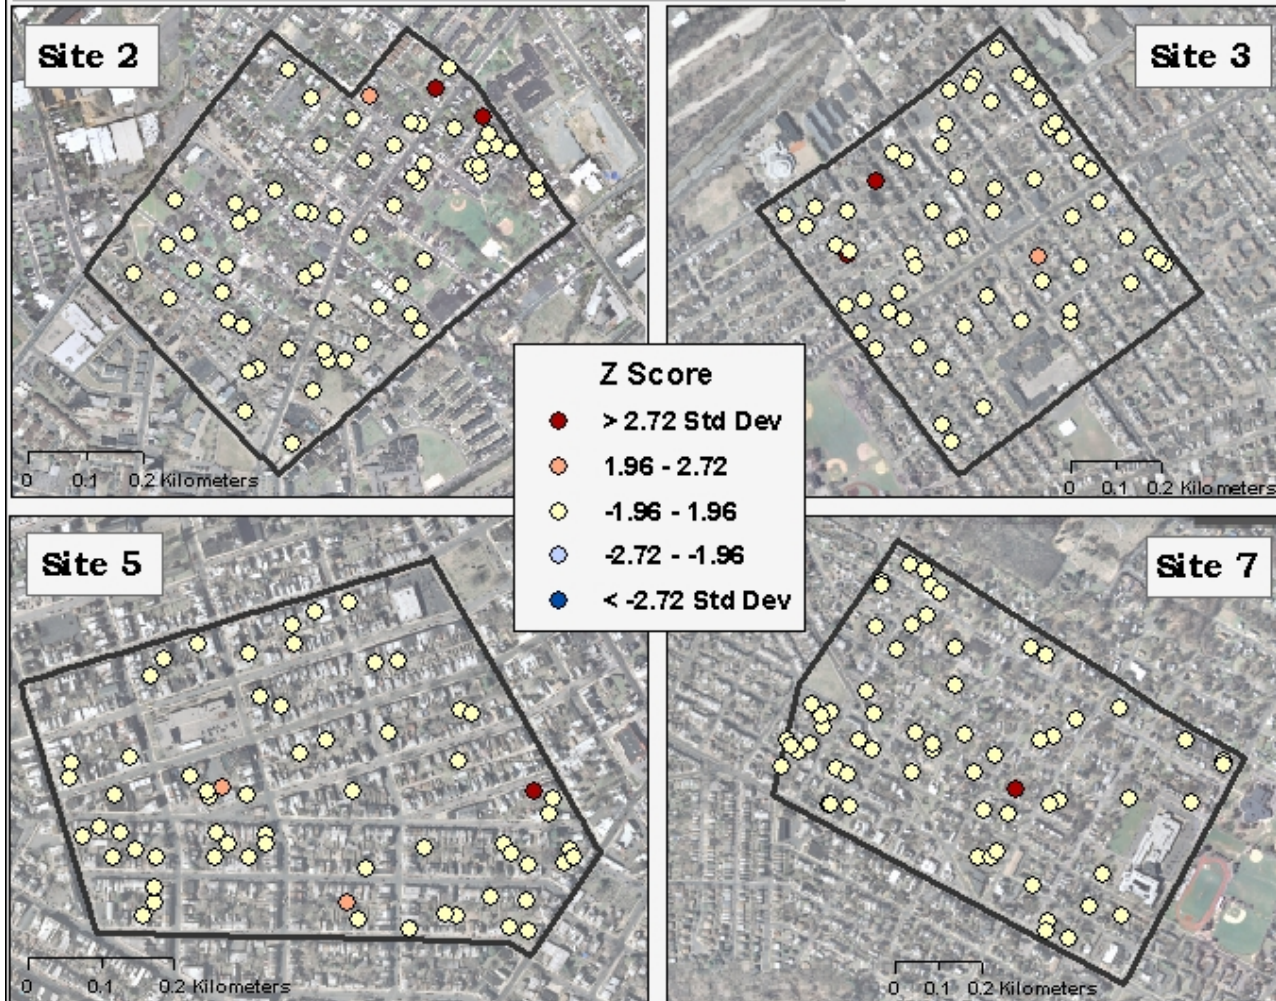 Site 2
Site 3
Z Score
> 2.72 Std Dev
1.96 - 2.72
-1.96 - 1.96
-2.72 - -1.96
< -2.72 Std Dev
0 0.1 0.2 Kilometers
0 0.1 0.2 Kilometers
Site 5
Site 7
0 0.1 0.2 Kilometers
0 0.1 0.2 Kilometers